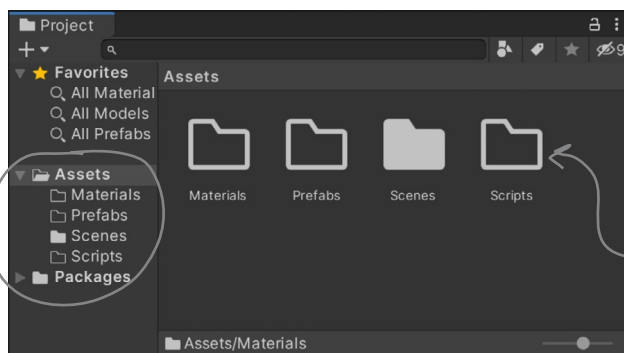 Project
9
Favorites
All Material
All Models
All Prefabs
Assets
Materials
Prefabs
Scenes
Scripts
Packages
Assets
Materials Prefabs Scenes Scripts
Assets/Materials